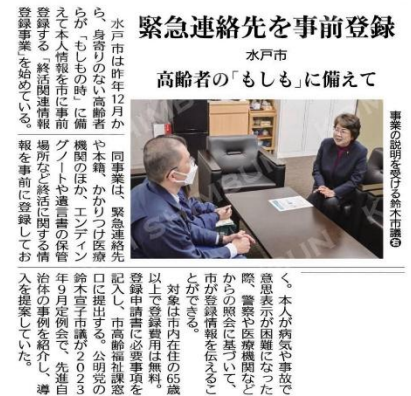 緊急連絡先を事前登録
水戸市
高齢者の「もしも」に備えて
事業の説明を受ける鈴木市議㊨
水戸市は昨年12月か
ら、身寄りのない高齢者
らが「もしもの時」に備
えて本人情報を市に事前
登録する「終活関連情報
登録事業」を始めている。
同事業は、緊急連絡先
や本籍、かかりつけ医療
機関のほか、エンディン
グノートや遺言書の保管
場所など終活に関する情
報を事前に登録してお
く。本人が病気や事故で
意思表示が困難になった
際、警察や医療機関など
からの照会に基づいて、
市が登録情報を伝えるこ
とができる。
対象は市内在住の65歳
以上で登録費用は無料。
登録申請書に必要事項を
記入し、市高齢福祉課窓
口に提出する。公明党の
鈴木宣子市議が2023
年9月定例会で、先進自
治体の事例を紹介し、導
入を提案していた。